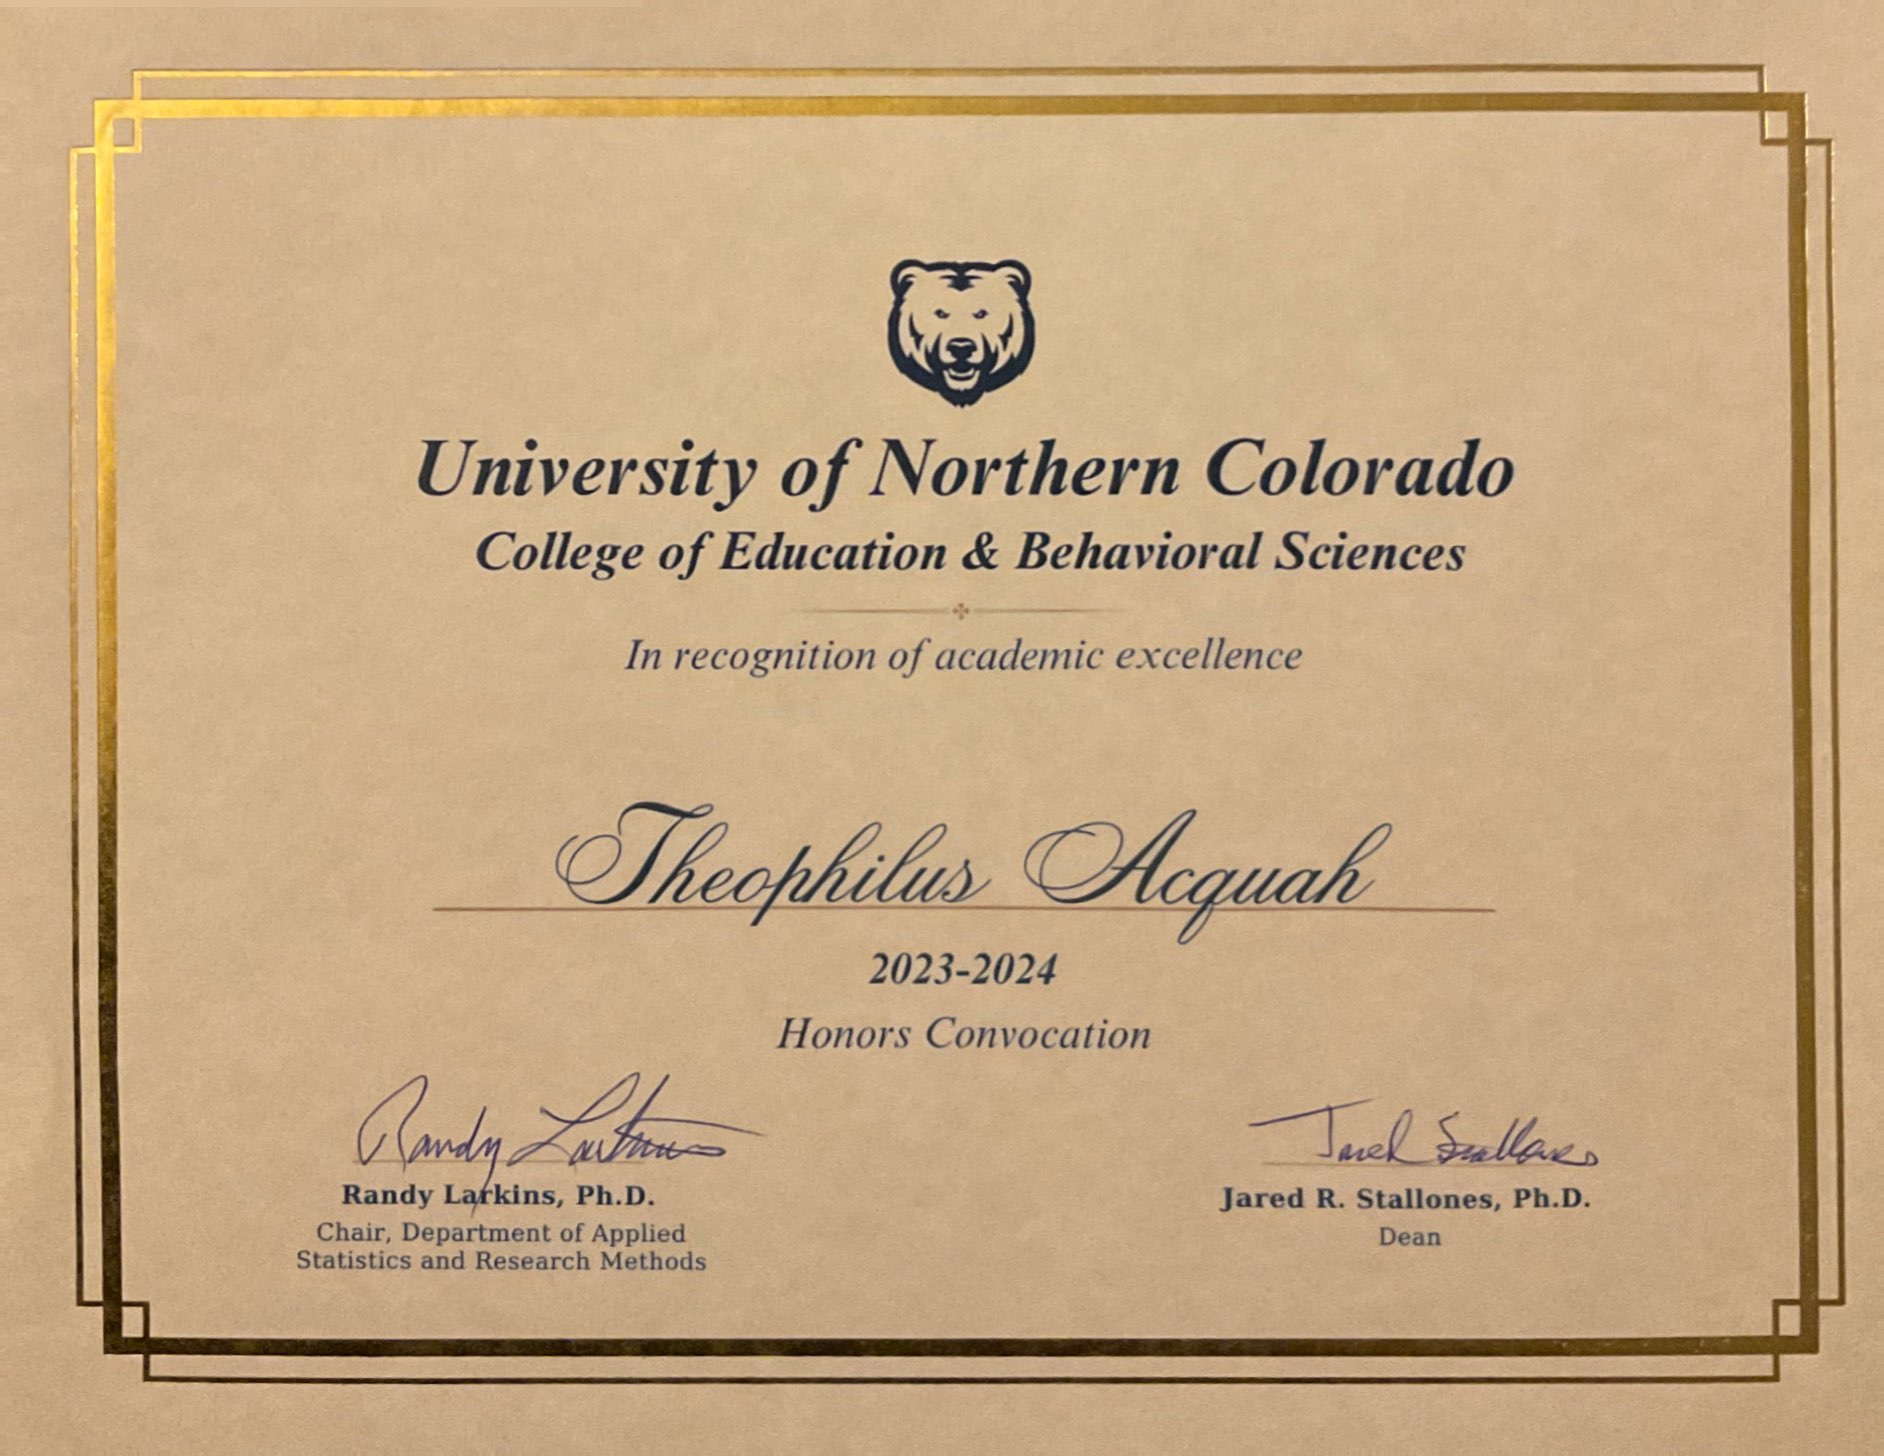 University of Northern Colorado
College of Education & Behavioral Sciences
In recognition of academic excellence
Theophilus Acquah
2023-2024
Honors Convocation
Randy Larkins
Randy Larkins, Ph.D.
Chair, Department of Applied
Statistics and Research Methods
Jared Stallones
Jared R. Stallones, Ph.D.
Dean